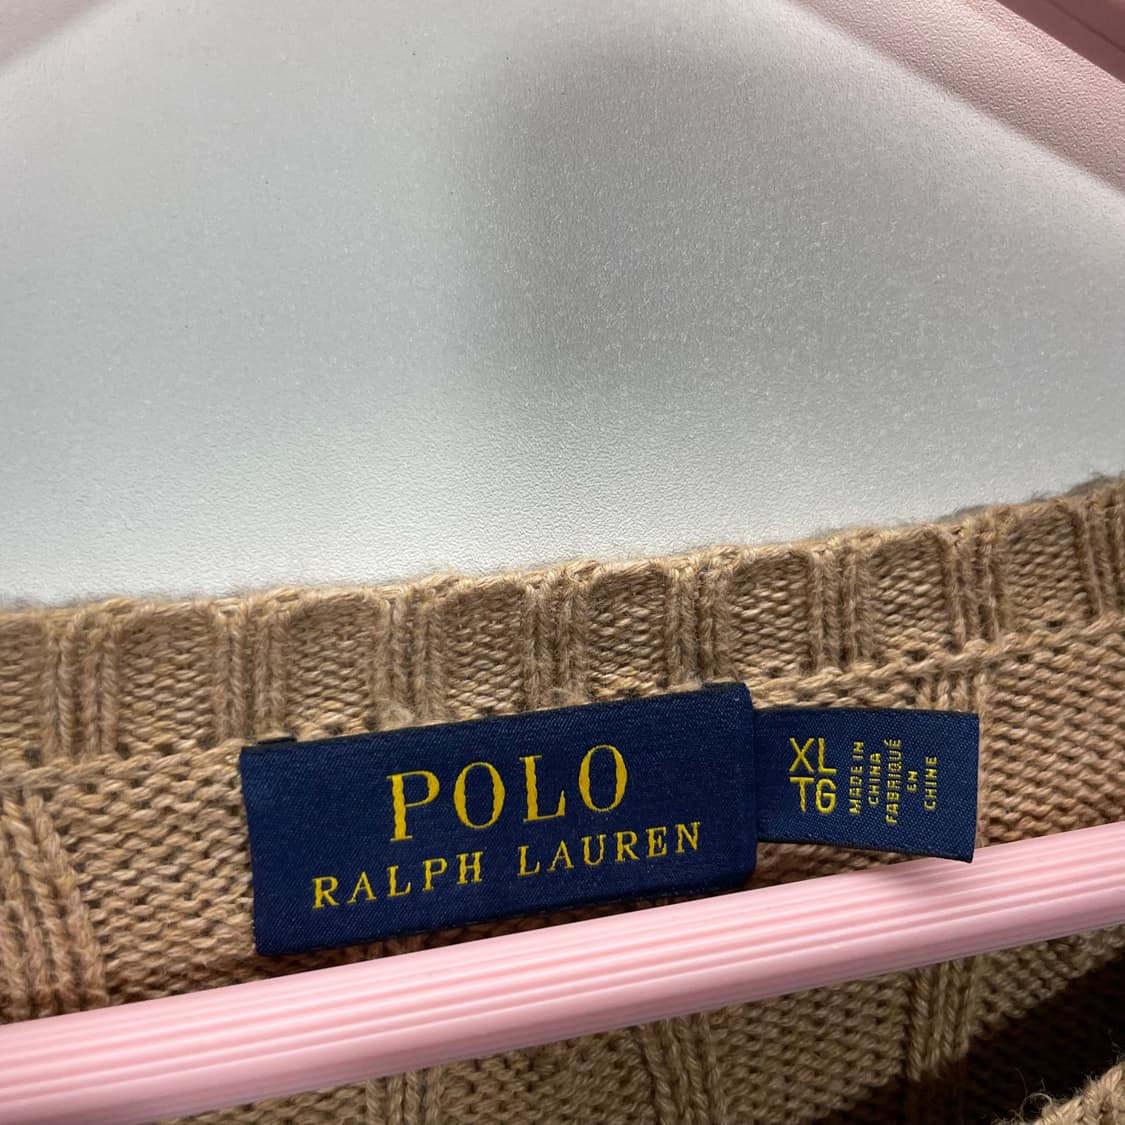 POLO
RALPH LAUREN
XL
TG
MADE IN
CHINA
FABRIQUÉ
EN
CHINE